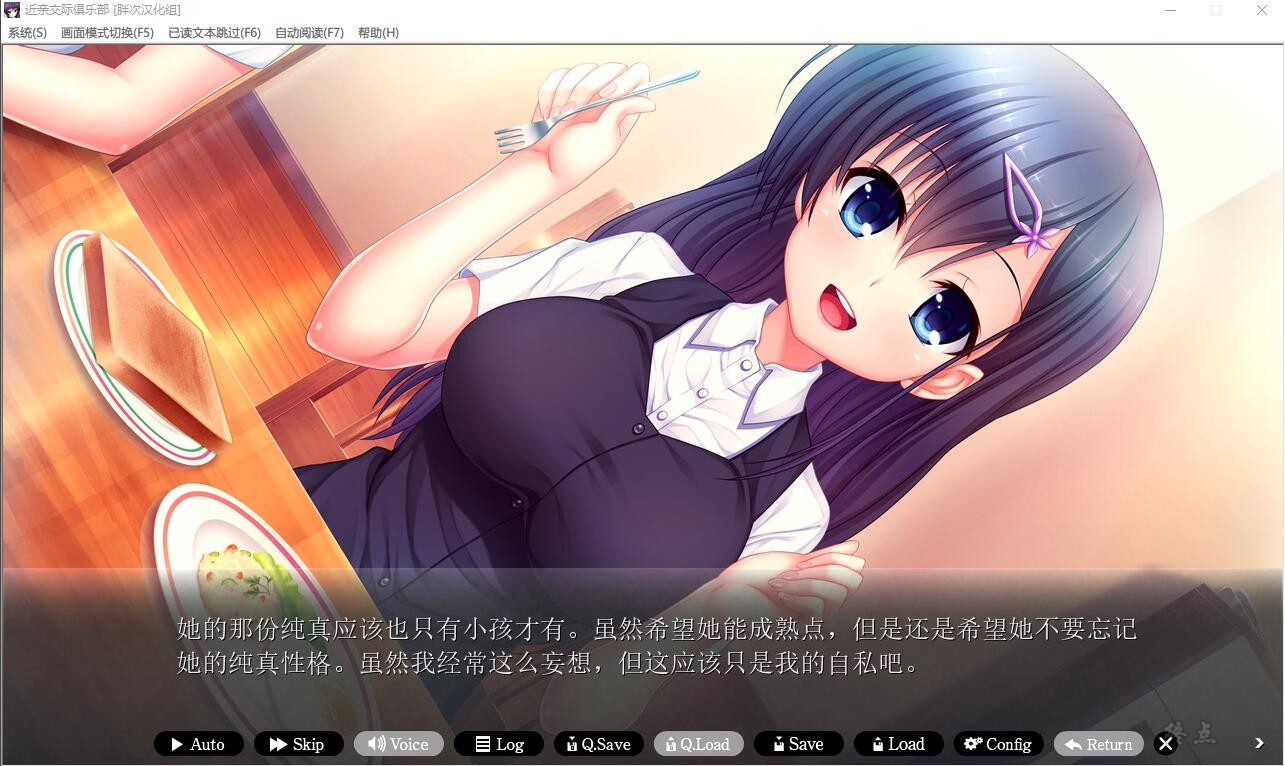 近亲交际俱乐部 [胖次汉化组]
系统(S) 画面模式切换(F5) 已读文本跳过(F6) 自动阅读(F7) 帮助(H)
她的那份纯真应该也只有小孩才有。虽然希望她能成熟点，但是还是希望她不要忘记
她的纯真性格。虽然我经常这么妄想，但这应该只是我的自私吧。
终点
Auto Skip Voice Log Q.Save Q.Load Save Load Config Return